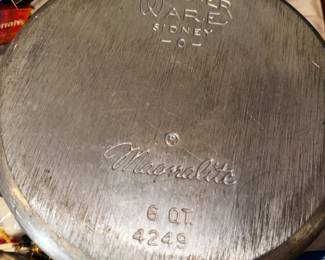 WARE
SIDNEY
-O-
®
Magnalite
6 QT.
4249